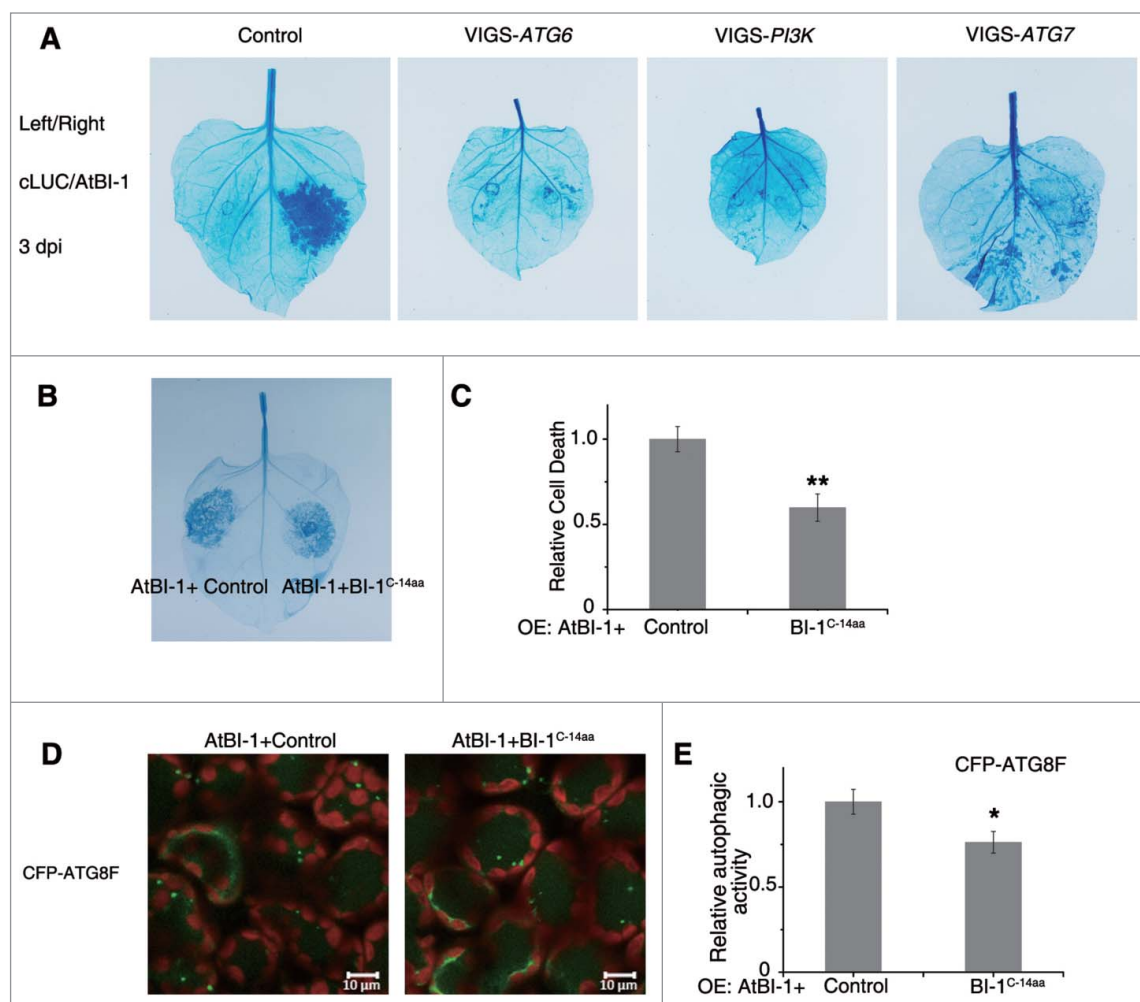 A
Control
VIGS-ATG6
VIGS-PI3K
VIGS-ATG7
Left/Right
cLUC/AtBI-1
3 dpi
B
AtBI-1+ Control
AtBI-1+BI-1C-14aa
C
Relative Cell Death
1.0
0.5
0
**
OE: AtBI-1+
Control
BI-1C-14aa
D
AtBI-1+Control
AtBI-1+BI-1C-14aa
CFP-ATG8F
10 µm
10 µm
E
CFP-ATG8F
Relative autophagic
activity
1.0
0.5
0
*
OE: AtBI-1+
Control
BI-1C-14aa